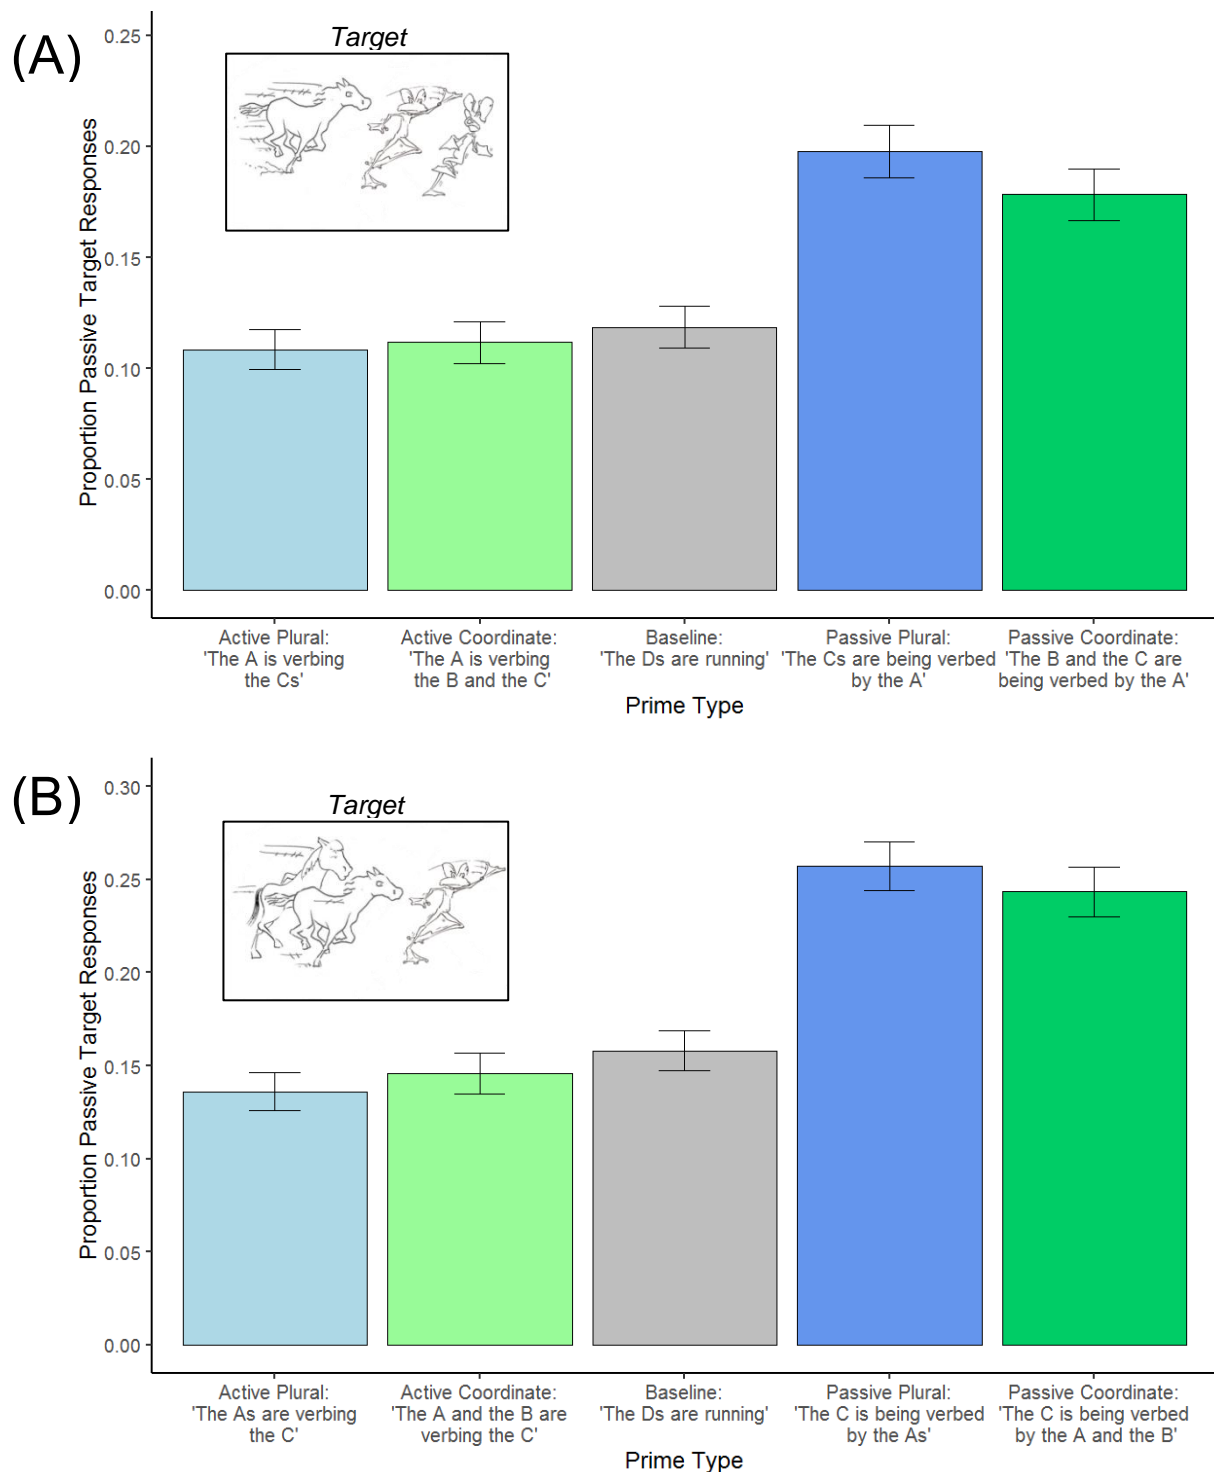 (A)
Target
Proportion Passive Target Responses
0.25
0.20
0.15
0.10
0.05
0.00
Active Plural:
'The A is verbing
the Cs'
Active Coordinate:
'The A is verbing
the B and the C'
Baseline:
'The Ds are running'
Passive Plural:
'The Cs are being verbed
by the A'
Passive Coordinate:
'The B and the C are
being verbed by the A'
Prime Type
(B)
Target
Proportion Passive Target Responses
0.30
0.25
0.20
0.15
0.10
0.05
0.00
Active Plural:
'The As are verbing
the C'
Active Coordinate:
'The A and the B are
verbing the C'
Baseline:
'The Ds are running'
Passive Plural:
'The C is being verbed
by the As'
Passive Coordinate:
'The C is being verbed
by the A and the B'
Prime Type